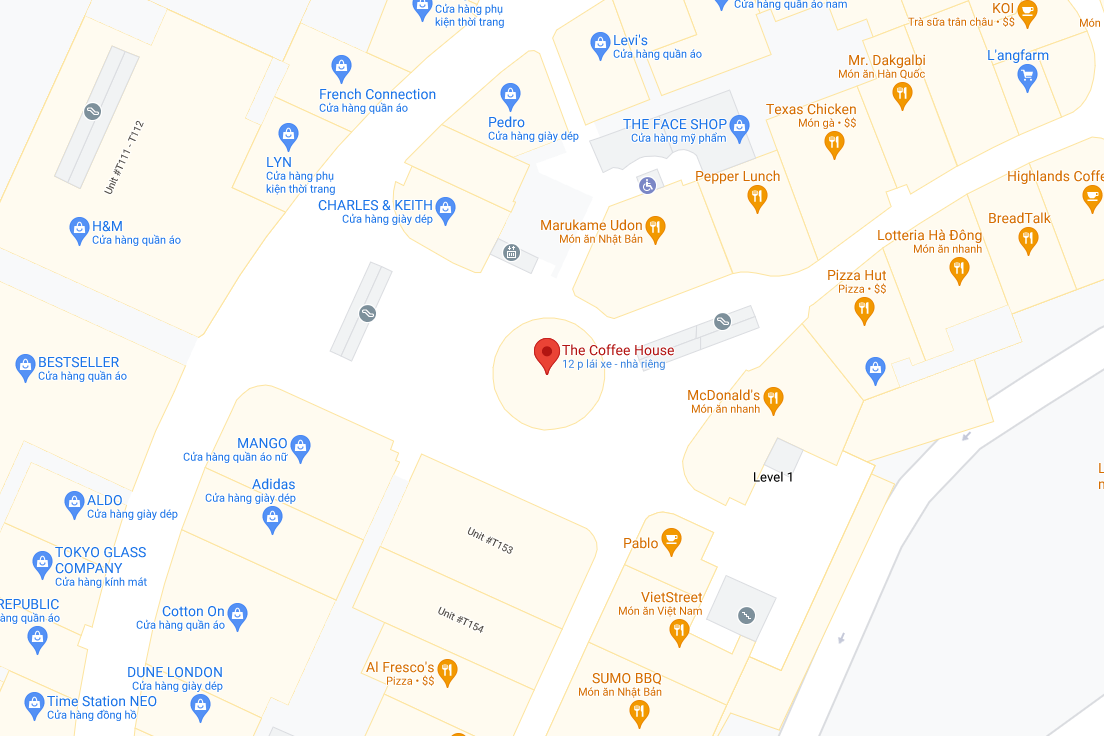 Cửa hàng phụ
kiện thời trang
Cửa hàng quần áo nam
KOI
Trà sữa trân châu • $$
Món
Levi's
Cửa hàng quần áo
L'angfarm
Mr. Dakgalbi
Món ăn Hàn Quốc
French Connection
Cửa hàng quần áo
Pedro
Cửa hàng giày dép
THE FACE SHOP
Cửa hàng mỹ phẩm
Texas Chicken
Món gà • $$
Unit #T111 - T112
LYN
Cửa hàng phụ
kiện thời trang
Pepper Lunch
Highlands Coffe
CHARLES & KEITH
Cửa hàng giày dép
H&M
Cửa hàng quần áo
Marukame Udon
Món ăn Nhật Bản
BreadTalk
Lotteria Hà Đông
Món ăn nhanh
Pizza Hut
Pizza • $$
The Coffee House
12 p lái xe - nhà riêng
BESTSELLER
Cửa hàng quần áo
McDonald's
Món ăn nhanh
MANGO
Cửa hàng quần áo nữ
Level 1
Adidas
Cửa hàng giày dép
ALDO
Cửa hàng giày dép
Unit #T153
Pablo
TOKYO GLASS
COMPANY
Cửa hàng kính mát
REPUBLIC
àng quần áo
Cotton On
Cửa hàng quần áo
Unit #T154
VietStreet
Món ăn Việt Nam
Al Fresco's
Pizza • $$
DUNE LONDON
Cửa hàng giày dép
SUMO BBQ
Món ăn Nhật Bản
Time Station NEO
Cửa hàng đồng hồ